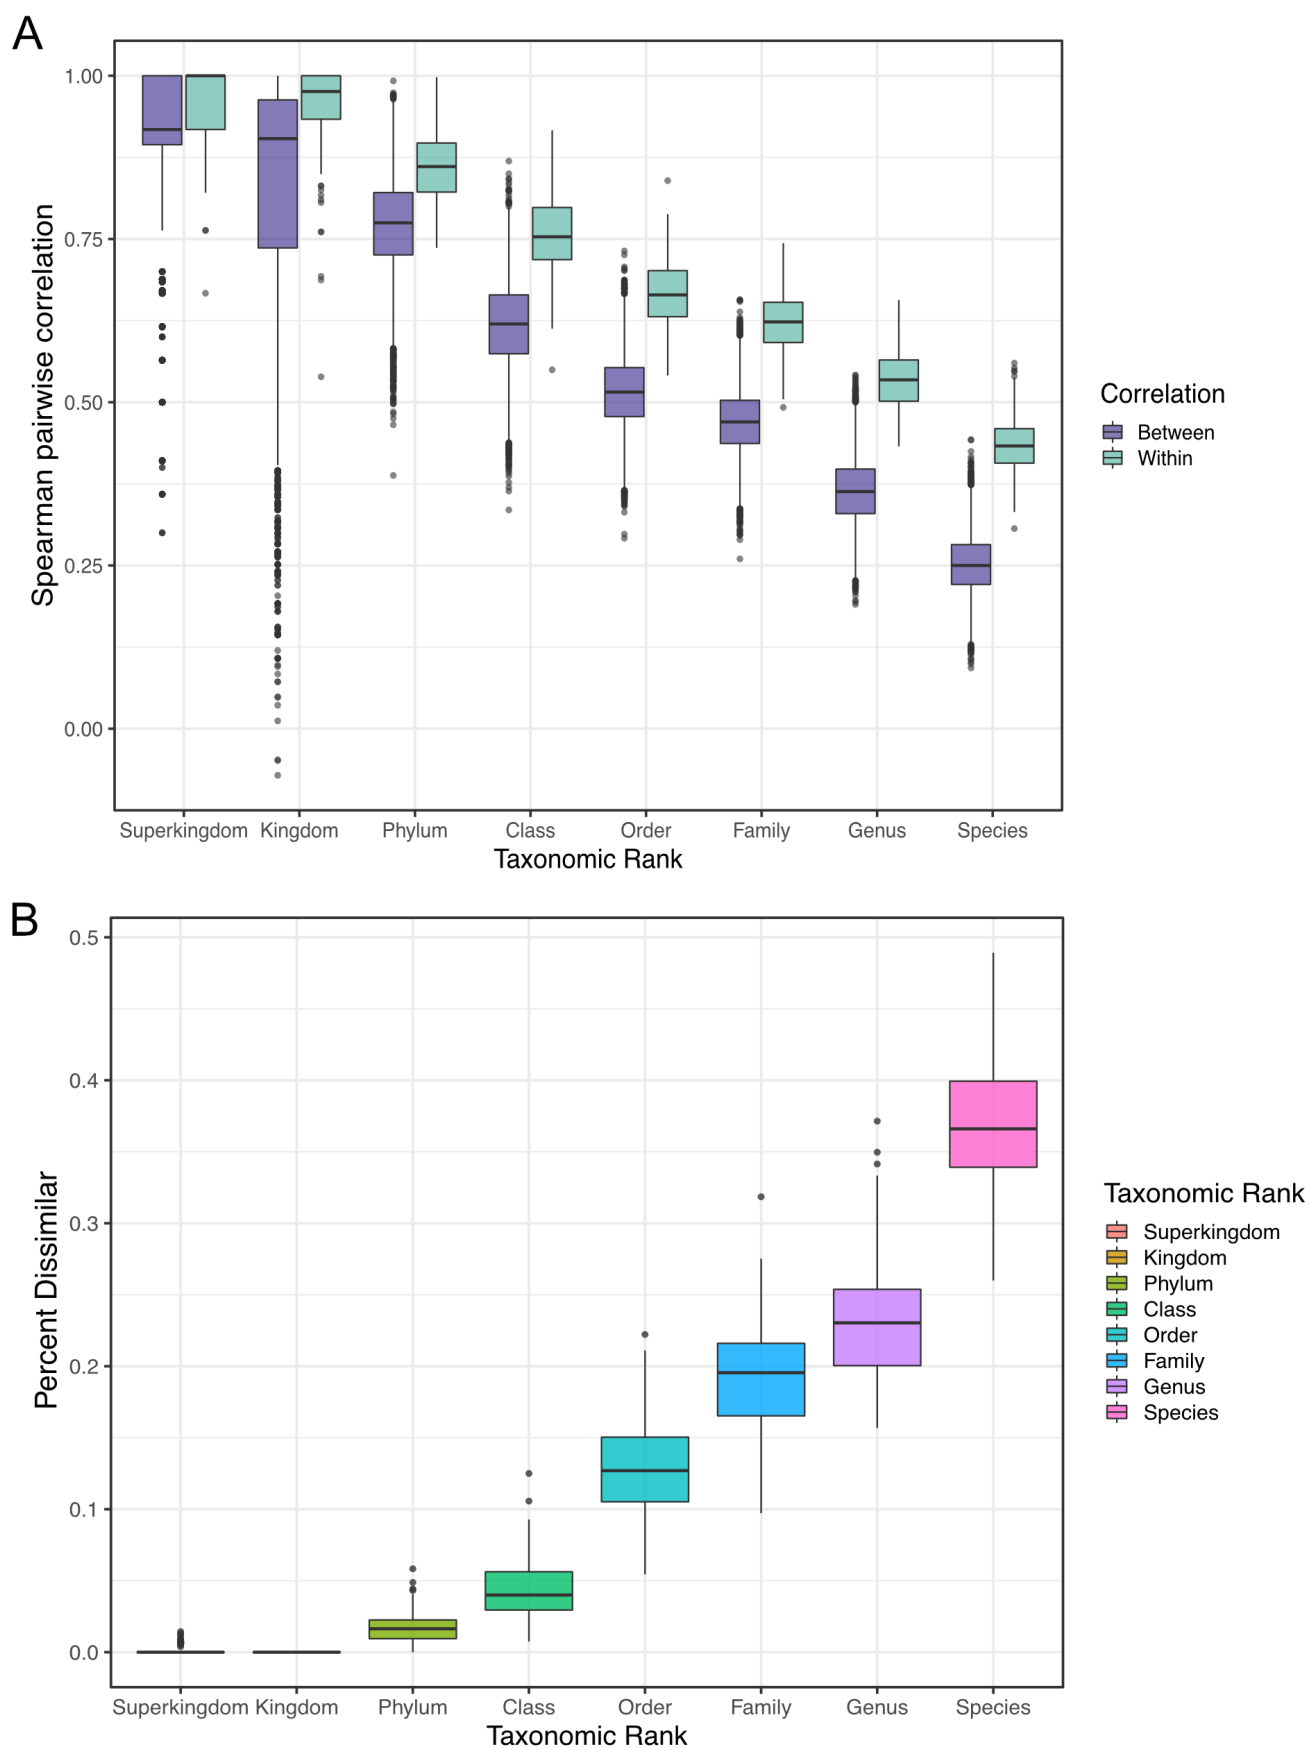 A
1.00
0.75
0.50
0.25
0.00
Spearman pairwise correlation
Superkingdom Kingdom Phylum Class Order Family Genus Species
Taxonomic Rank
Correlation
Between
Within
B
0.5
0.4
0.3
0.2
0.1
0.0
Percent Dissimilar
Superkingdom Kingdom Phylum Class Order Family Genus Species
Taxonomic Rank
Taxonomic Rank
Superkingdom
Kingdom
Phylum
Class
Order
Family
Genus
Species